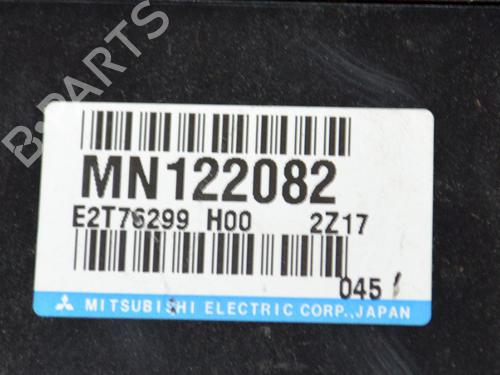 B-PARTS
MN122082
E2T76299 H00 2Z17
045
MITSUBISHI ELECTRIC CORP., JAPAN